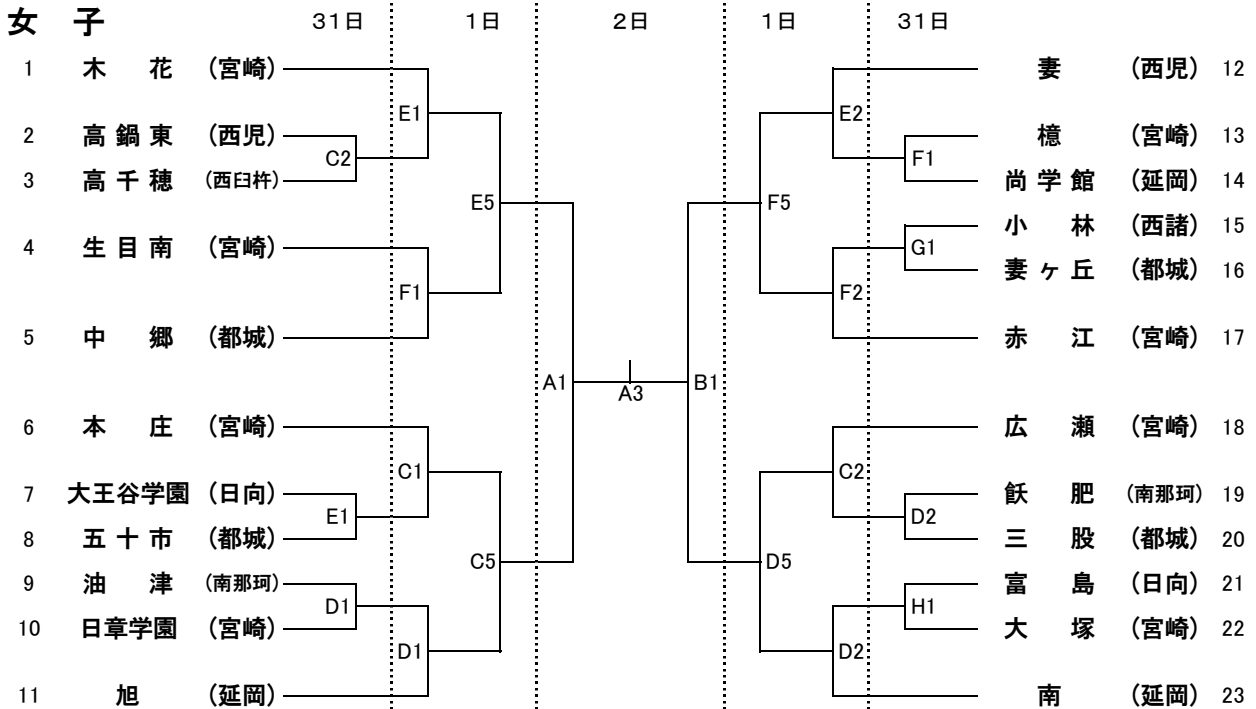 女 子 31日 1日 2日 1日 31日
1 木 花 (宮崎) 妻 (西児) 12
E1 E2
2 高鍋東 (西児) 檍 (宮崎) 13
C2 F1
3 高千穂 (西臼杵) 尚学館 (延岡) 14
E5 F5
小 林 (西諸) 15
4 生目南 (宮崎) G1
妻ヶ丘 (都城) 16
F1 F2
5 中 郷 (都城) 赤 江 (宮崎) 17
A1 A3 B1
6 本 庄 (宮崎) 広 瀬 (宮崎) 18
C1 C2
7 大王谷学園 (日向) 飫 肥 (南那珂) 19
E1 D2
8 五十市 (都城) 三 股 (都城) 20
C5 D5
9 油 津 (南那珂) 富 島 (日向) 21
D1 H1
10 日章学園 (宮崎) 大 塚 (宮崎) 22
D1 D2
11 旭 (延岡) 南 (延岡) 23